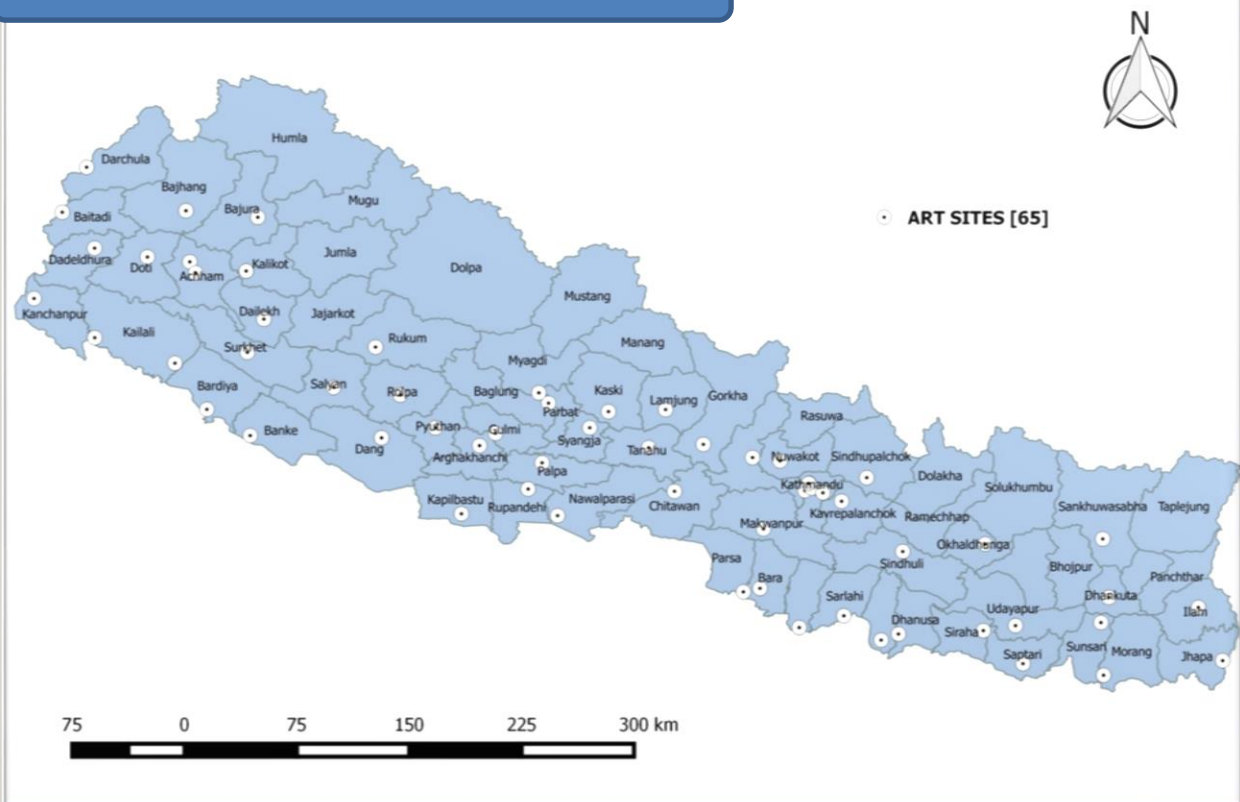 N
ART SITES [65]
Humla
Darchula
Bajhang
Mugu
Bajura
Baitadi
Jumla
Dadeldhura
Doti
Achham
Kalikot
Dolpa
Mustang
Kanchanpur
Dailekh
Jajarkot
Kailali
Rukum
Manang
Surkhet
Myagdi
Bardiya
Salyan
Rolpa
Baglung
Kaski
Lamjung
Gorkha
Parbat
Rasuwa
Banke
Pyuthan
Gulmi
Syangja
Dang
Arghakhanchi
Tanahu
Nuwakot
Sindhupalchok
Palpa
Dolakha
Kathmandu
Solukhumbu
Kapilbastu
Rupandehi
Nawalparasi
Chitawan
Sankhuwasabha
Taplejung
Kavrepalanchok
Ramechhap
Makwanpur
Okhaldhunga
Parsa
Sindhuli
Bhojpur
Bara
Panchthar
Sarlahi
Dhankuta
Udayapur
Ilam
Dhanusa
Siraha
Saptari
Sunsari
Morang
Jhapa
75 0 75 150 225 300 km